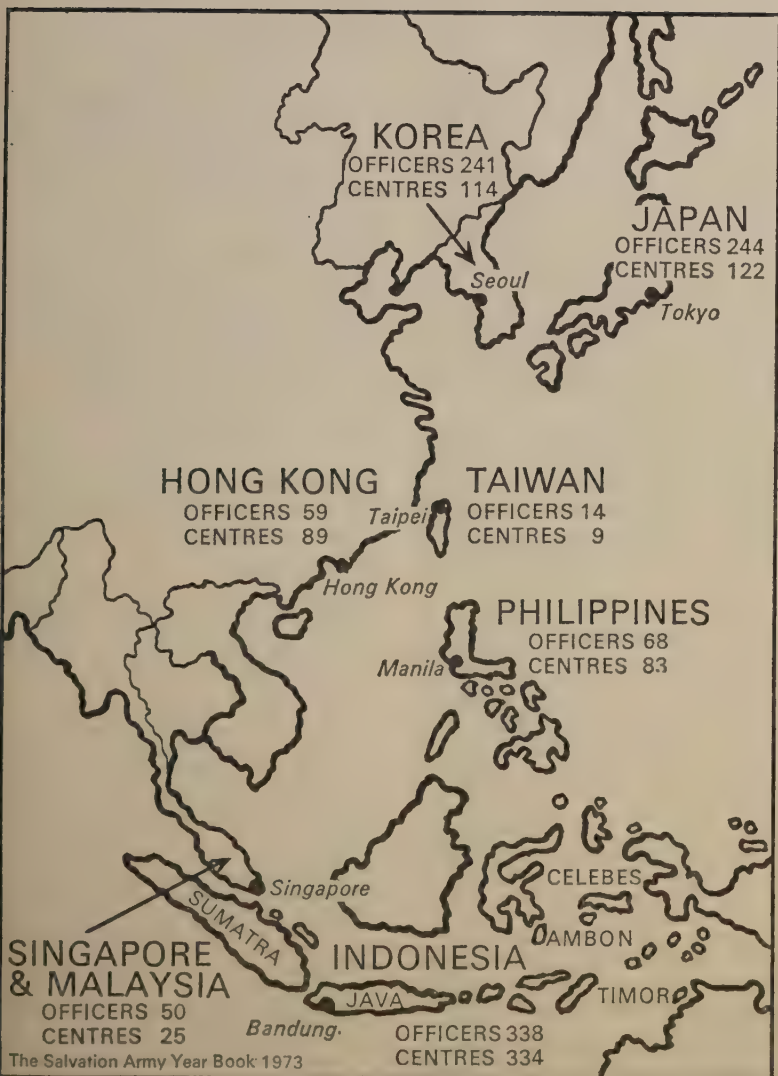 KOREA
OFFICERS 241
CENTRES 114
JAPAN
OFFICERS 244
CENTRES 122
Seoul
Tokyo
HONG KONG
OFFICERS 59
CENTRES 89
Taipei
TAIWAN
OFFICERS 14
CENTRES 9
Hong Kong
PHILIPPINES
OFFICERS 68
CENTRES 83
Manila
Singapore
CELEBES
SUMATRA
AMBON
SINGAPORE
& MALAYSIA
OFFICERS 50
CENTRES 25
INDONESIA
JAVA
TIMOR
Bandung.
OFFICERS 338
CENTRES 334
The Salvation Army Year Book 1973